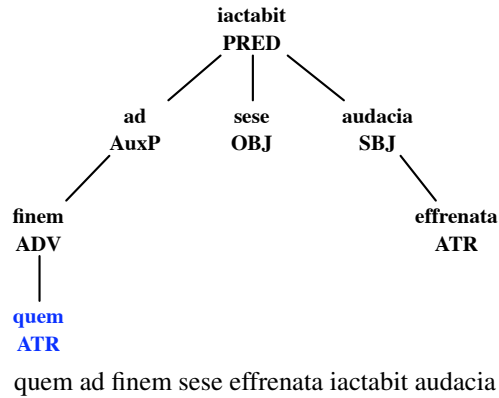 iactabit
PRED
ad sese audacia
AuxP OBJ SBJ
finem effrenata
ADV ATR
quem
ATR
quem ad finem sese effrenata iactabit audacia